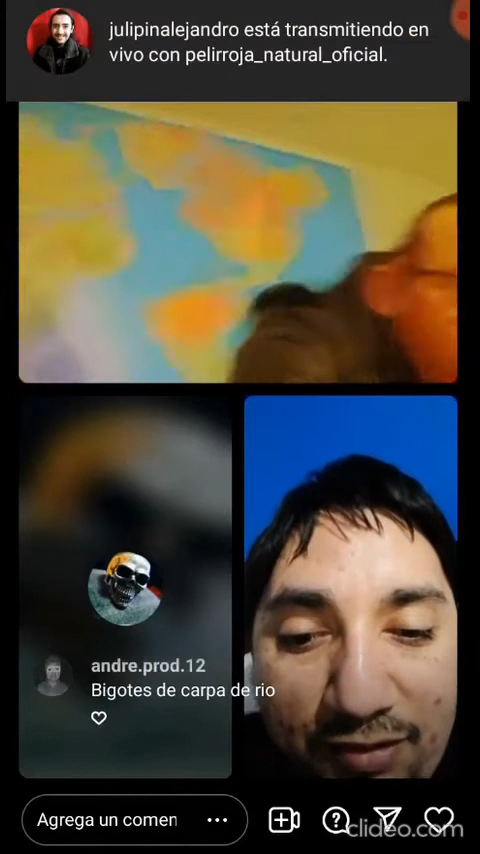 julipinalejandro está transmitiendo en
vivo con pelirroja_natural_oficial.
andre.prod.12
Bigotes de carpa de rio
Agrega un comen
clideo.com